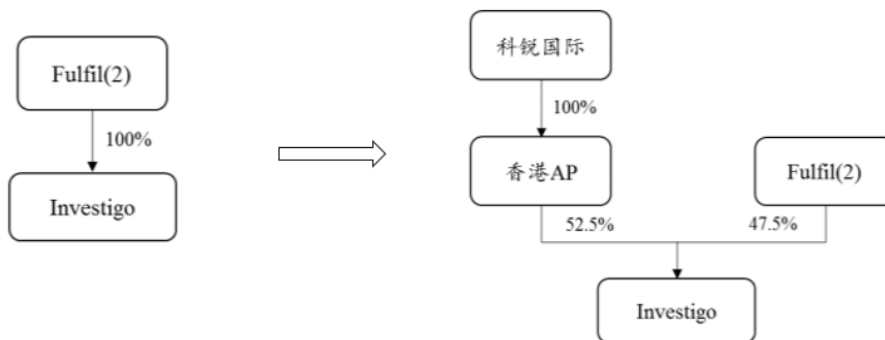 Fulfil(2)
100%
Investigo
科锐国际
100%
香港AP
Fulfil(2)
52.5%
47.5%
Investigo